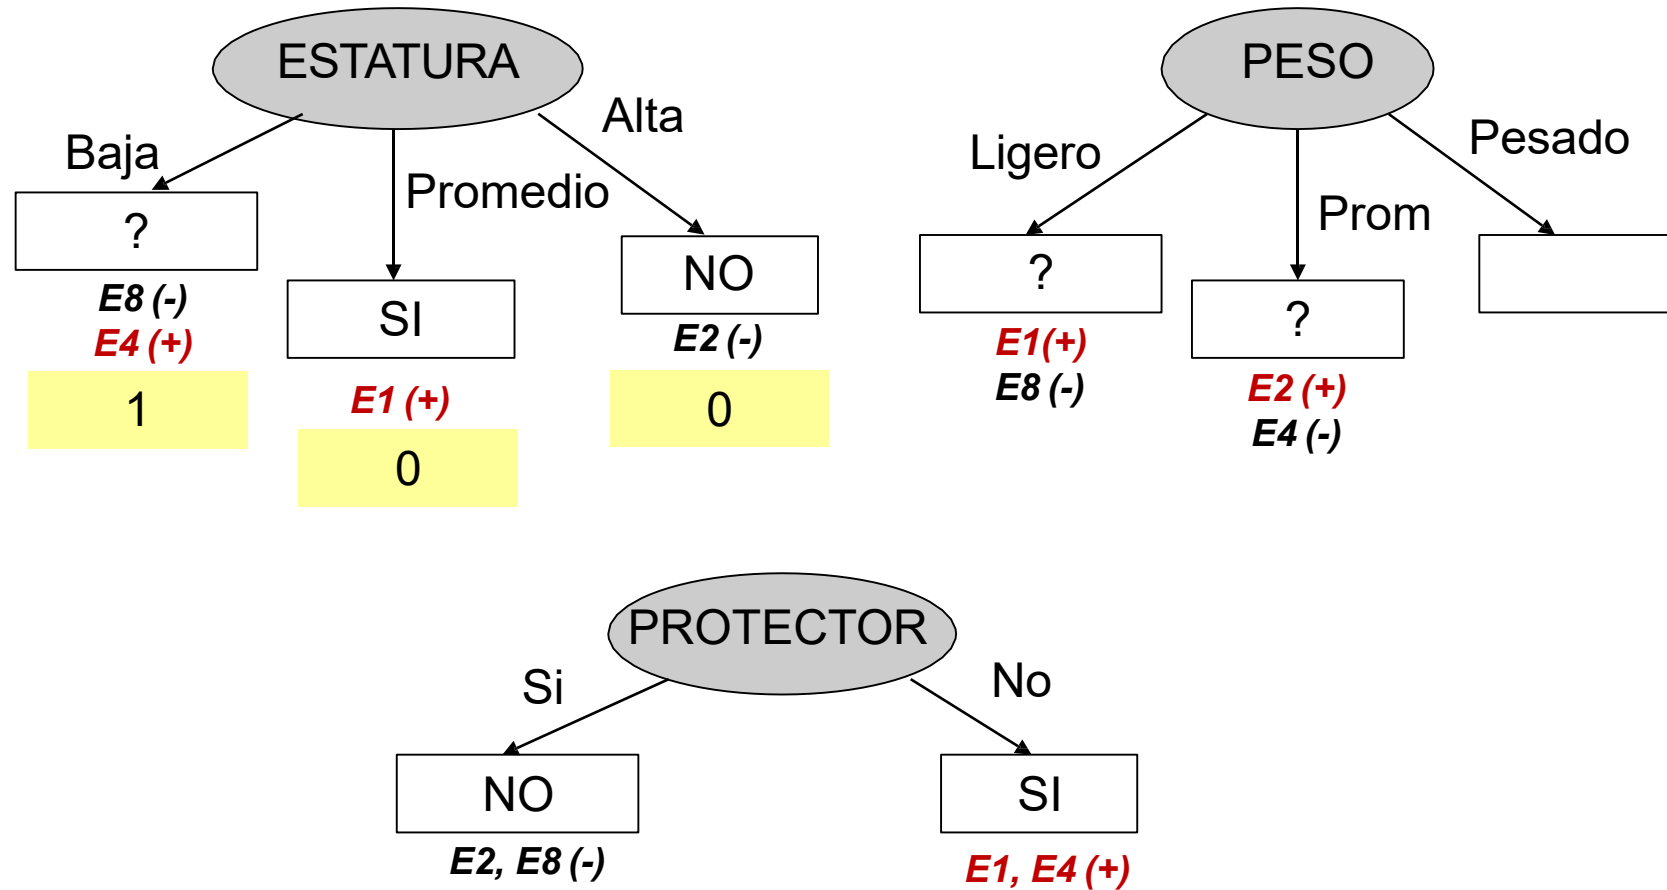 ESTATURA
Baja
Promedio
Alta
?
E8 (-)
E4 (+)
1
SI
E1 (+)
0
NO
E2 (-)
0
PESO
Ligero
Prom
Pesado
?
E1(+)
E8 (-)
?
E2 (+)
E4 (-)
PROTECTOR
Si
No
NO
E2, E8 (-)
SI
E1, E4 (+)